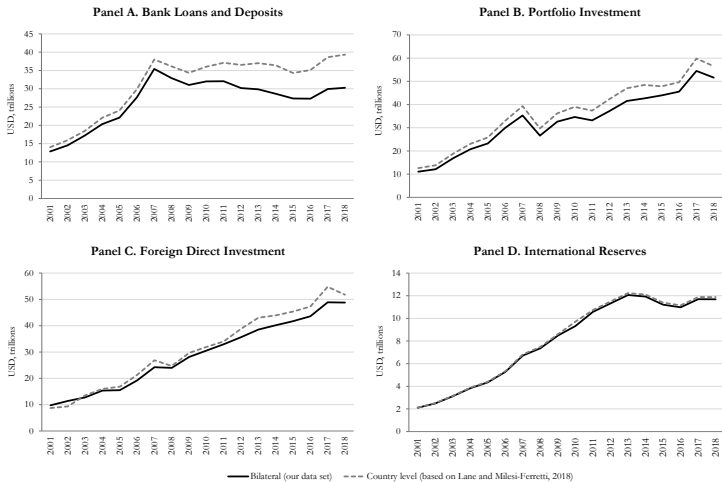 Panel A. Bank Loans and Deposits
USD, trillions
45
40
35
30
25
20
15
10
5
0
2001 2002 2003 2004 2005 2006 2007 2008 2009 2010 2011 2012 2013 2014 2015 2016 2017 2018
Panel B. Portfolio Investment
USD, trillions
70
60
50
40
30
20
10
0
2001 2002 2003 2004 2005 2006 2007 2008 2009 2010 2011 2012 2013 2014 2015 2016 2017 2018
Panel C. Foreign Direct Investment
USD, trillions
60
50
40
30
20
10
0
2001 2002 2003 2004 2005 2006 2007 2008 2009 2010 2011 2012 2013 2014 2015 2016 2017 2018
Panel D. International Reserves
USD, trillions
14
12
10
8
6
4
2
0
2001 2002 2003 2004 2005 2006 2007 2008 2009 2010 2011 2012 2013 2014 2015 2016 2017 2018
Bilateral (our data set) Country level (based on Lane and Milesi-Ferretti, 2018)